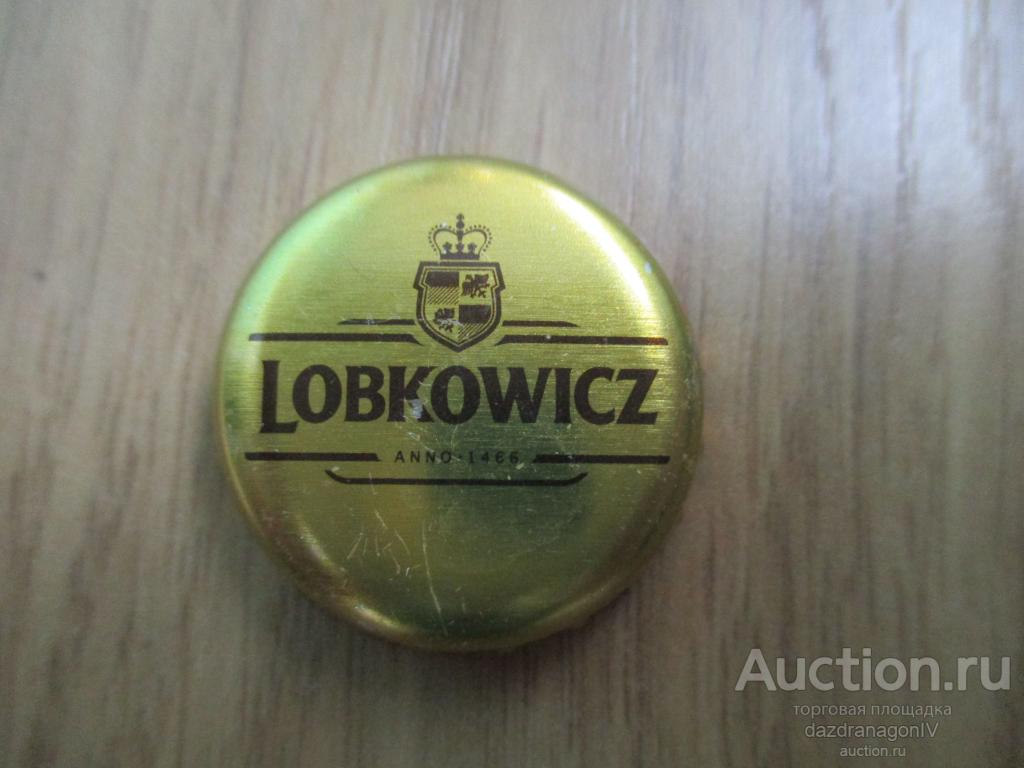 LOBKOWICZ
ANNO · 1466
Auction.ru
торговая площадка
dazdranagonIV
auction.ru